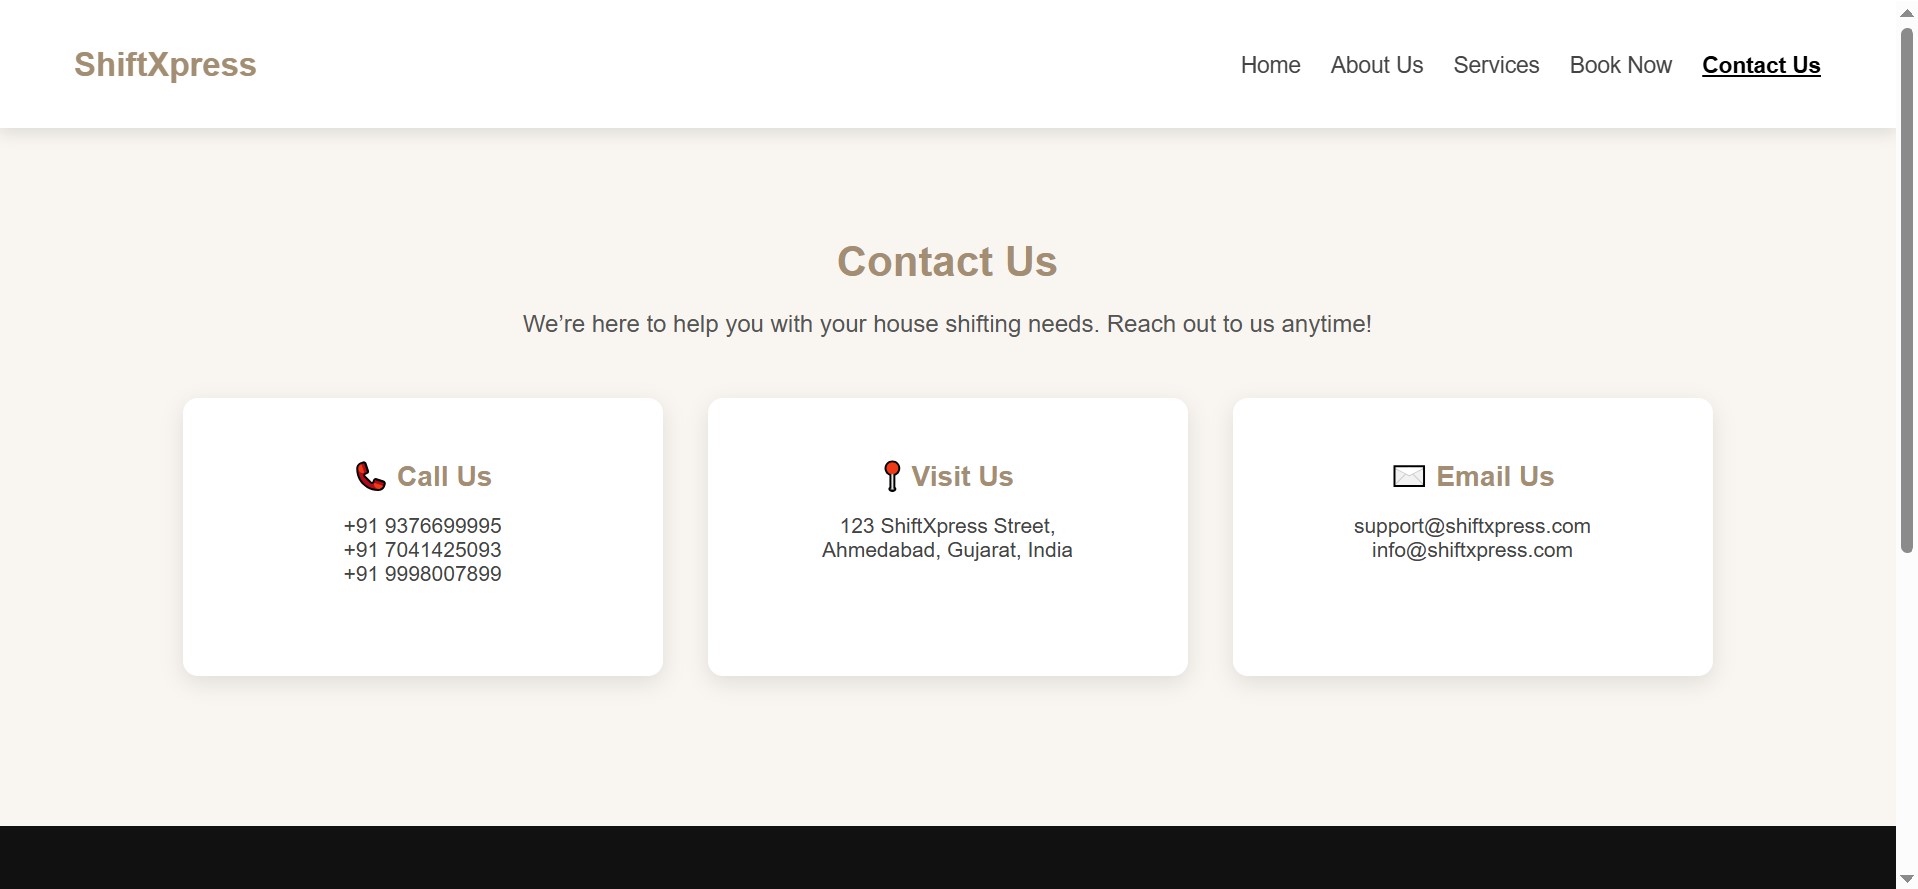 ShiftXpress
Home
About Us
Services
Book Now
Contact Us
Contact Us
We’re here to help you with your house shifting needs. Reach out to us anytime!
Call Us
+91 9376699995
+91 7041425093
+91 9998007899
Visit Us
123 ShiftXpress Street,
Ahmedabad, Gujarat, India
Email Us
support@shiftxpress.com
info@shiftxpress.com